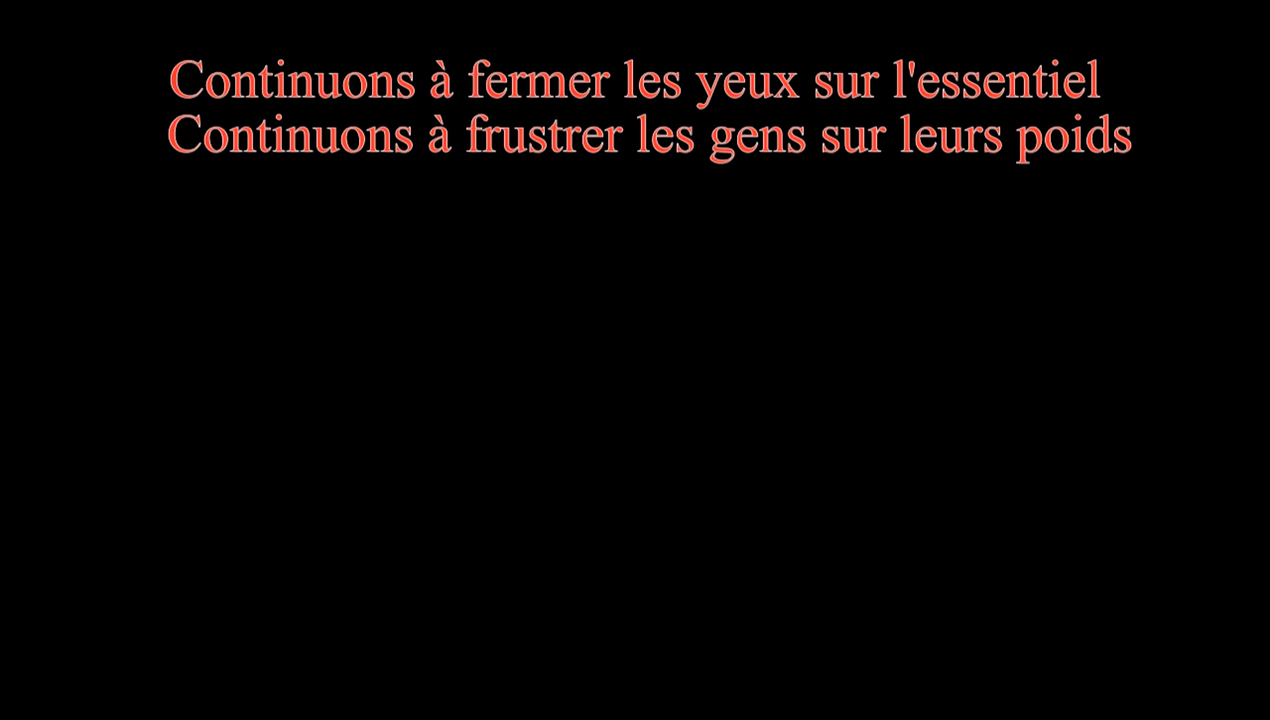 Continuons à fermer les yeux sur l'essentiel
Continuons à frustrer les gens sur leurs poids